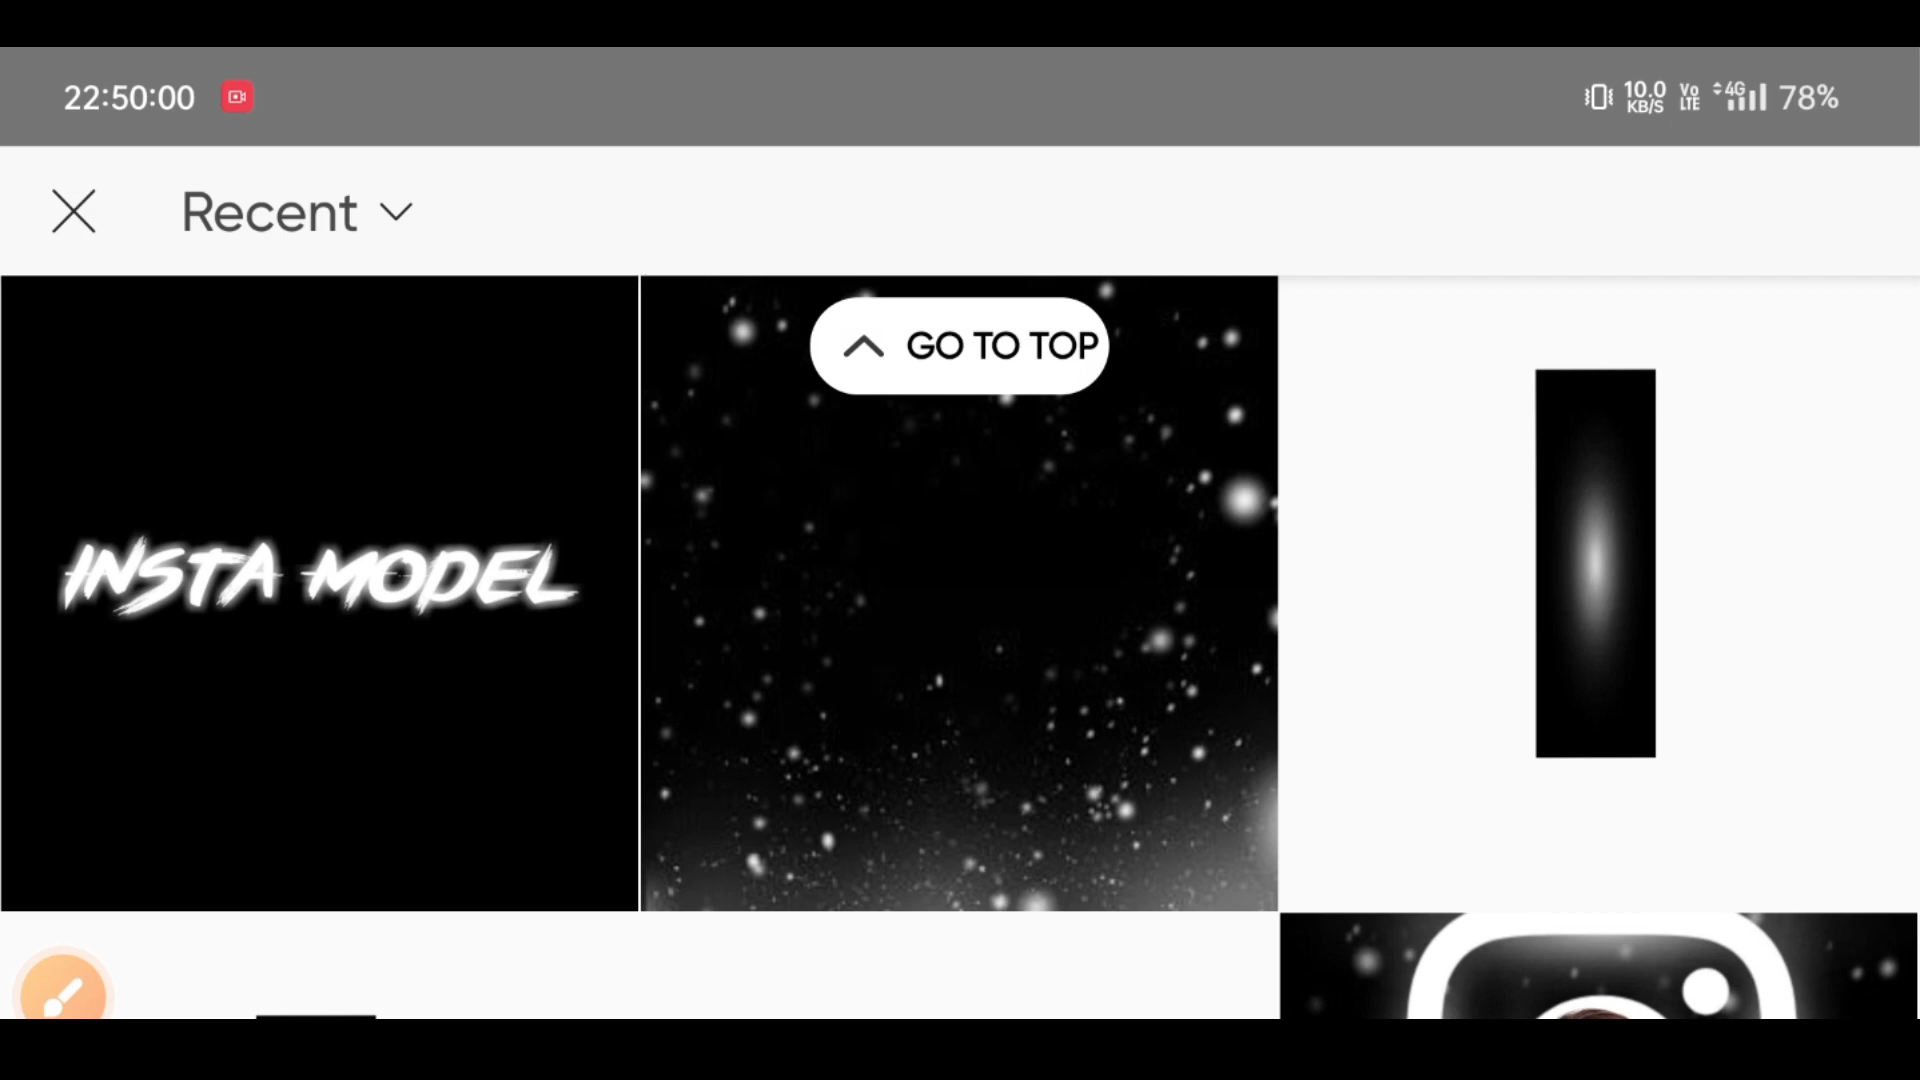 22:50:00
10.0 KB/S
Vo LTE
4G
78%
Recent
GO TO TOP
INSTA MODEL